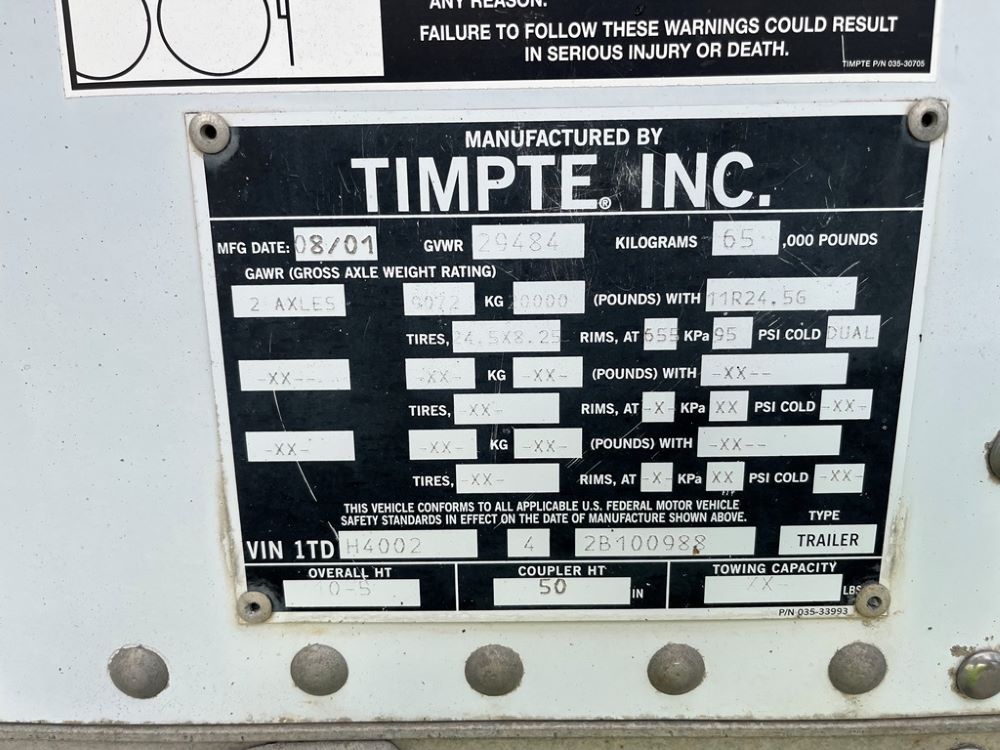 ANY REASON.
FAILURE TO FOLLOW THESE WARNINGS COULD RESULT
IN SERIOUS INJURY OR DEATH.
TIMPTE P/N 035-30705
MANUFACTURED BY
TIMPTE® INC.
MFG DATE: 08/01 GVWR 29484 KILOGRAMS 65 ,000 POUNDS
GAWR (GROSS AXLE WEIGHT RATING)
2 AXLES 9072 KG 20000 (POUNDS) WITH 11R24.5G
TIRES, 24.5X8.25 RIMS, AT 655 KPa 95 PSI COLD DUAL
-XX-- -XX- KG -XX- (POUNDS) WITH -XX--
TIRES, -XX- RIMS, AT -X- KPa XX PSI COLD -XX-
-XX- -XX- KG -XX- (POUNDS) WITH -XX--
TIRES, -XX- RIMS, AT -X- KPa XX PSI COLD -XX-
THIS VEHICLE CONFORMS TO ALL APPLICABLE U.S. FEDERAL MOTOR VEHICLE
SAFETY STANDARDS IN EFFECT ON THE DATE OF MANUFACTURE SHOWN ABOVE.
TYPE
VIN 1TD H4002 4 2B100988 TRAILER
OVERALL HT COUPLER HT TOWING CAPACITY
10-5 50 IN XX- LBS
P/N 035-33993